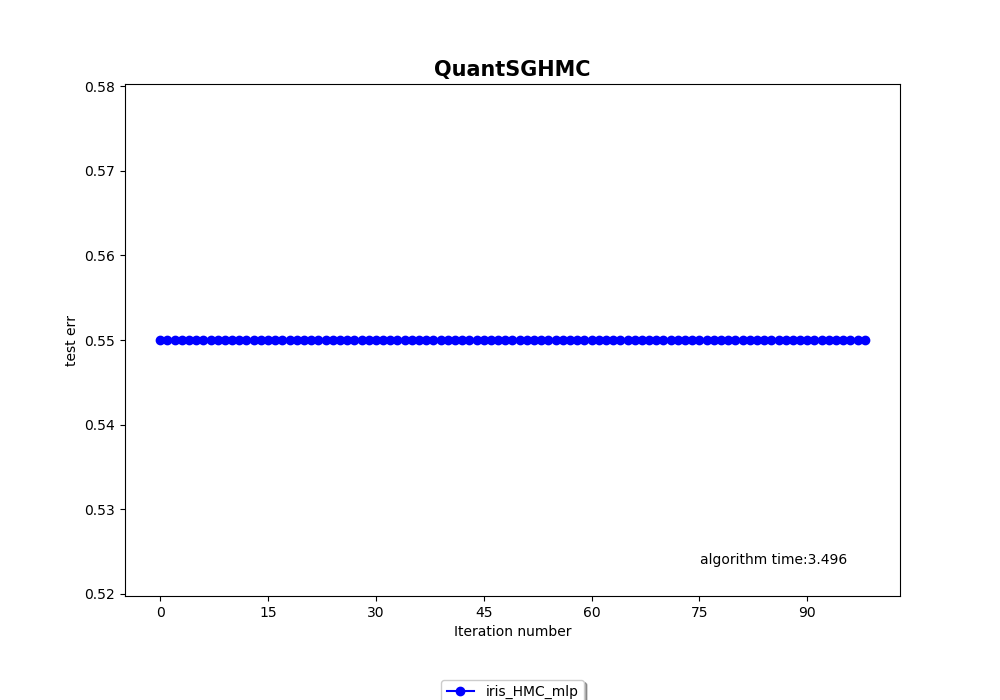 QuantSGHMC
0.58
0.57
0.56
0.55
0.54
0.53
0.52
test err
algorithm time:3.496
0 15 30 45 60 75 90
Iteration number
iris_HMC_mlp